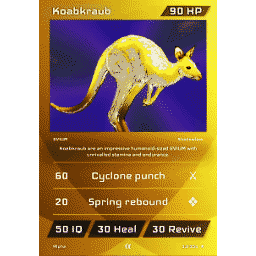 Koabkraub
90 HP
Koabkraub are an impressive humanoid sized SVEUM with
unrivalled stamina and endurance
60 Cyclone punch
20 Spring rebound
50 IQ
30 Heal
30 Revive